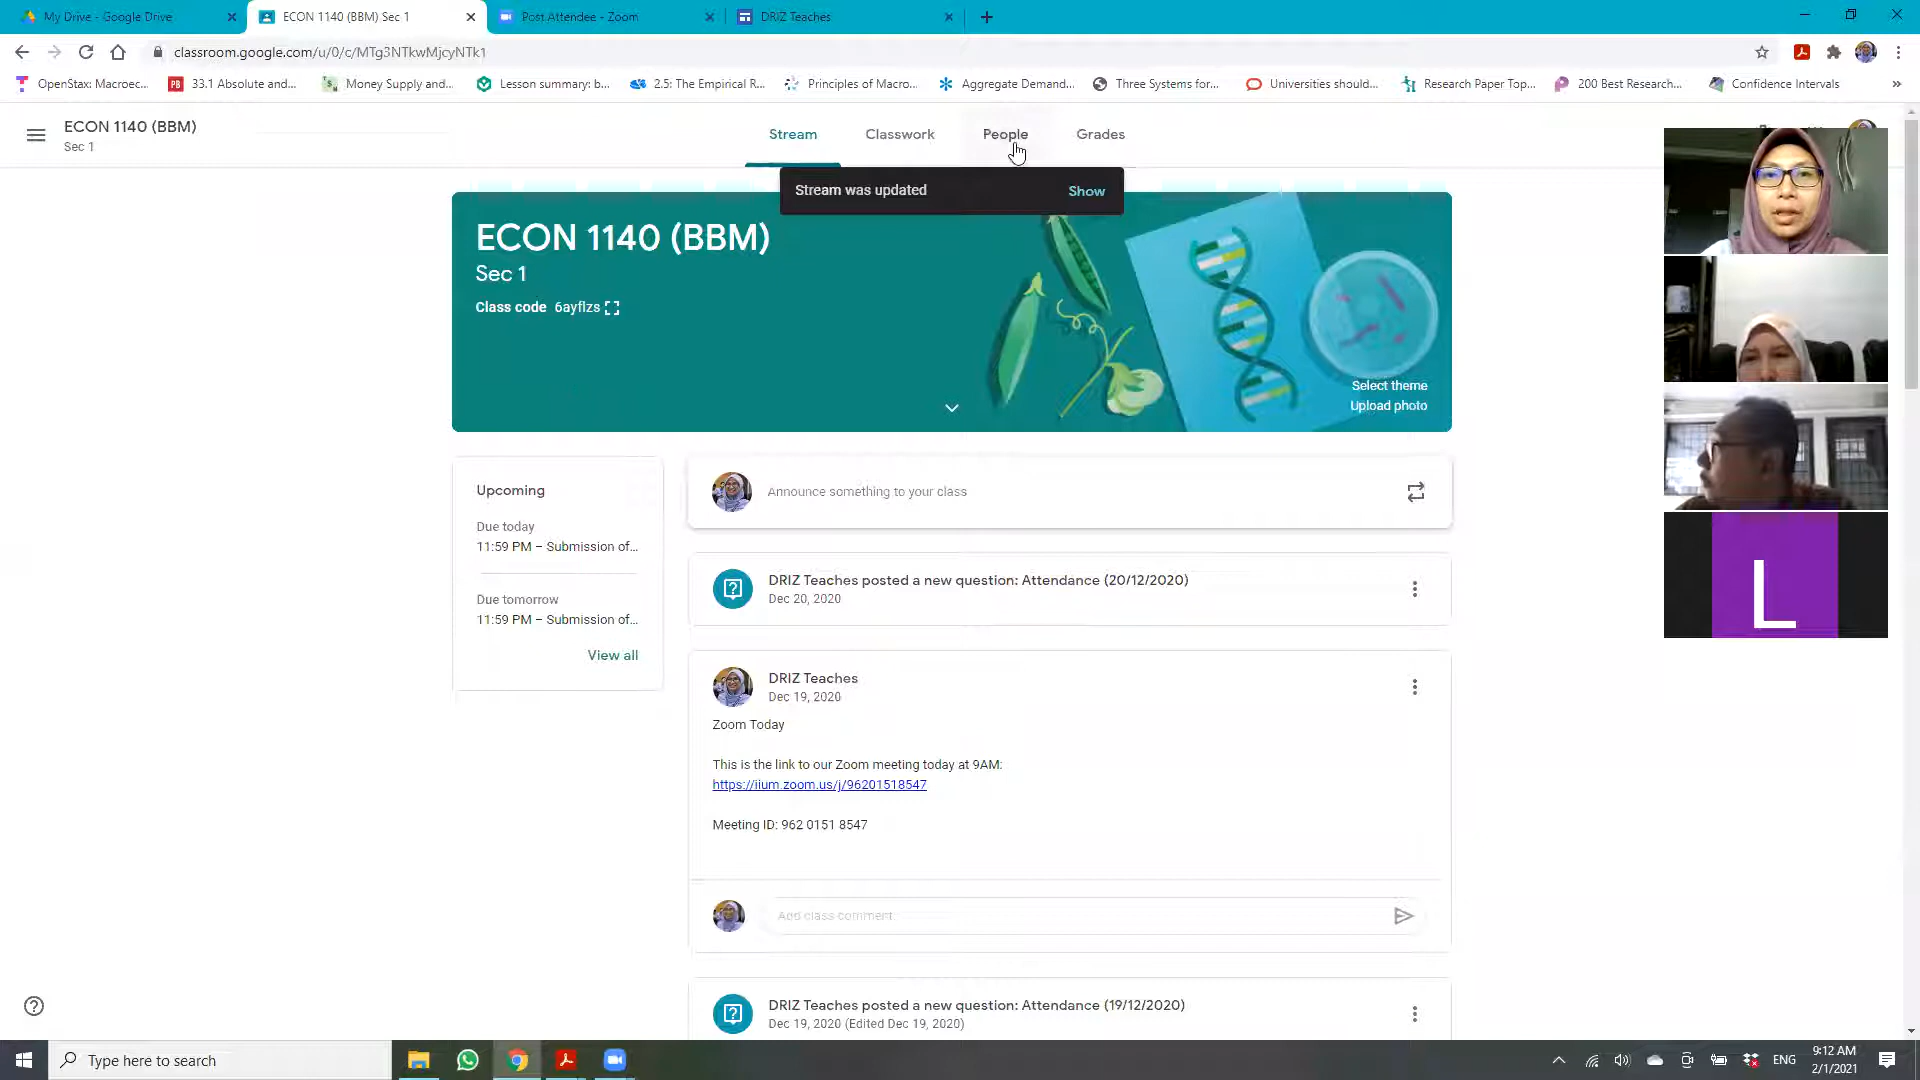 My Drive - Google Drive
ECON 1140 (BBM) Sec 1
Post Attendee - Zoom
DRIZ Teaches
classroom.google.com/u/0/c/MTg3NTkwMjcyNTk1
OpenStax: Macroec...
33.1 Absolute and...
Money Supply and...
Lesson summary: b...
2.5: The Empirical R...
Principles of Macro...
Aggregate Demand...
Three Systems for...
Universities should...
Research Paper Top...
200 Best Research...
Confidence Intervals
ECON 1140 (BBM)
Sec 1
Stream
Classwork
People
Grades
Stream was updated
Show
ECON 1140 (BBM)
Sec 1
Class code 6ayflzs
Select theme
Upload photo
Upcoming
Due today
11:59 PM – Submission of...
Due tomorrow
11:59 PM – Submission of...
View all
Announce something to your class
DRIZ Teaches posted a new question: Attendance (20/12/2020)
Dec 20, 2020
DRIZ Teaches
Dec 19, 2020
Zoom Today
This is the link to our Zoom meeting today at 9AM:
https://iium.zoom.us/j/96201518547
Meeting ID: 962 0151 8547
Add class comment
DRIZ Teaches posted a new question: Attendance (19/12/2020)
Dec 19, 2020 (Edited Dec 19, 2020)
L
Type here to search
ENG
9:12 AM
2/1/2021